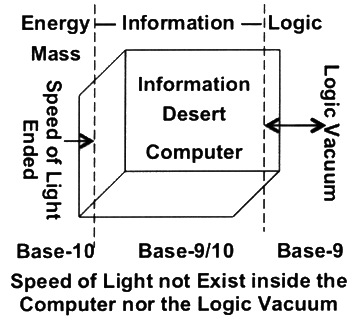 Energy — Information — Logic
Mass
Information
Desert
Computer
Speed of Light
Ended
Logic Vacuum
Base-10 Base-9/10 Base-9
Speed of Light not Exist inside the
Computer nor the Logic Vacuum